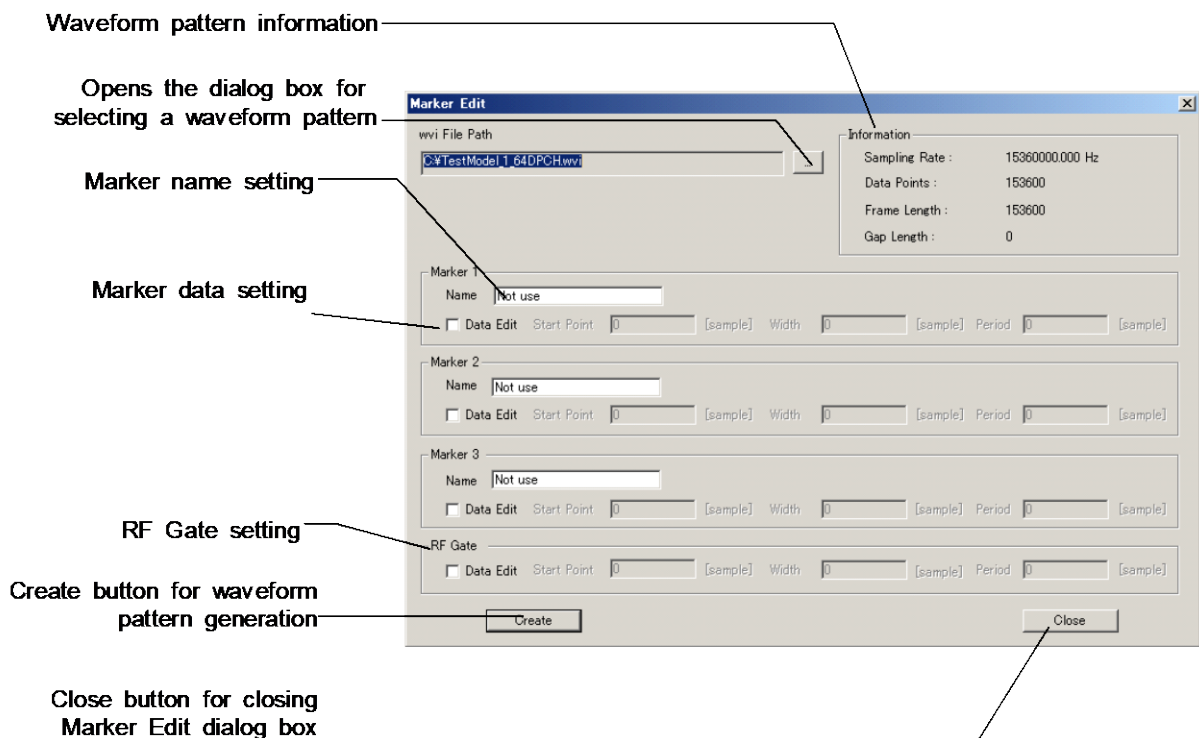 Waveform pattern information
Opens the dialog box for
selecting a waveform pattern
Marker name setting
Marker data setting
RF Gate setting
Create button for waveform
pattern generation
Close button for closing
Marker Edit dialog box
Marker Edit
wvi File Path
C:¥TestModel_1_64DPCH.wvi
...
Information
Sampling Rate : 15360000.000 Hz
Data Points : 153600
Frame Length : 153600
Gap Length : 0
Marker 1
Name Not use
Data Edit Start Point 0 [sample] Width 0 [sample] Period 0 [sample]
Marker 2
Name Not use
Data Edit Start Point 0 [sample] Width 0 [sample] Period 0 [sample]
Marker 3
Name Not use
Data Edit Start Point 0 [sample] Width 0 [sample] Period 0 [sample]
RF Gate
Data Edit Start Point 0 [sample] Width 0 [sample] Period 0 [sample]
Create
Close